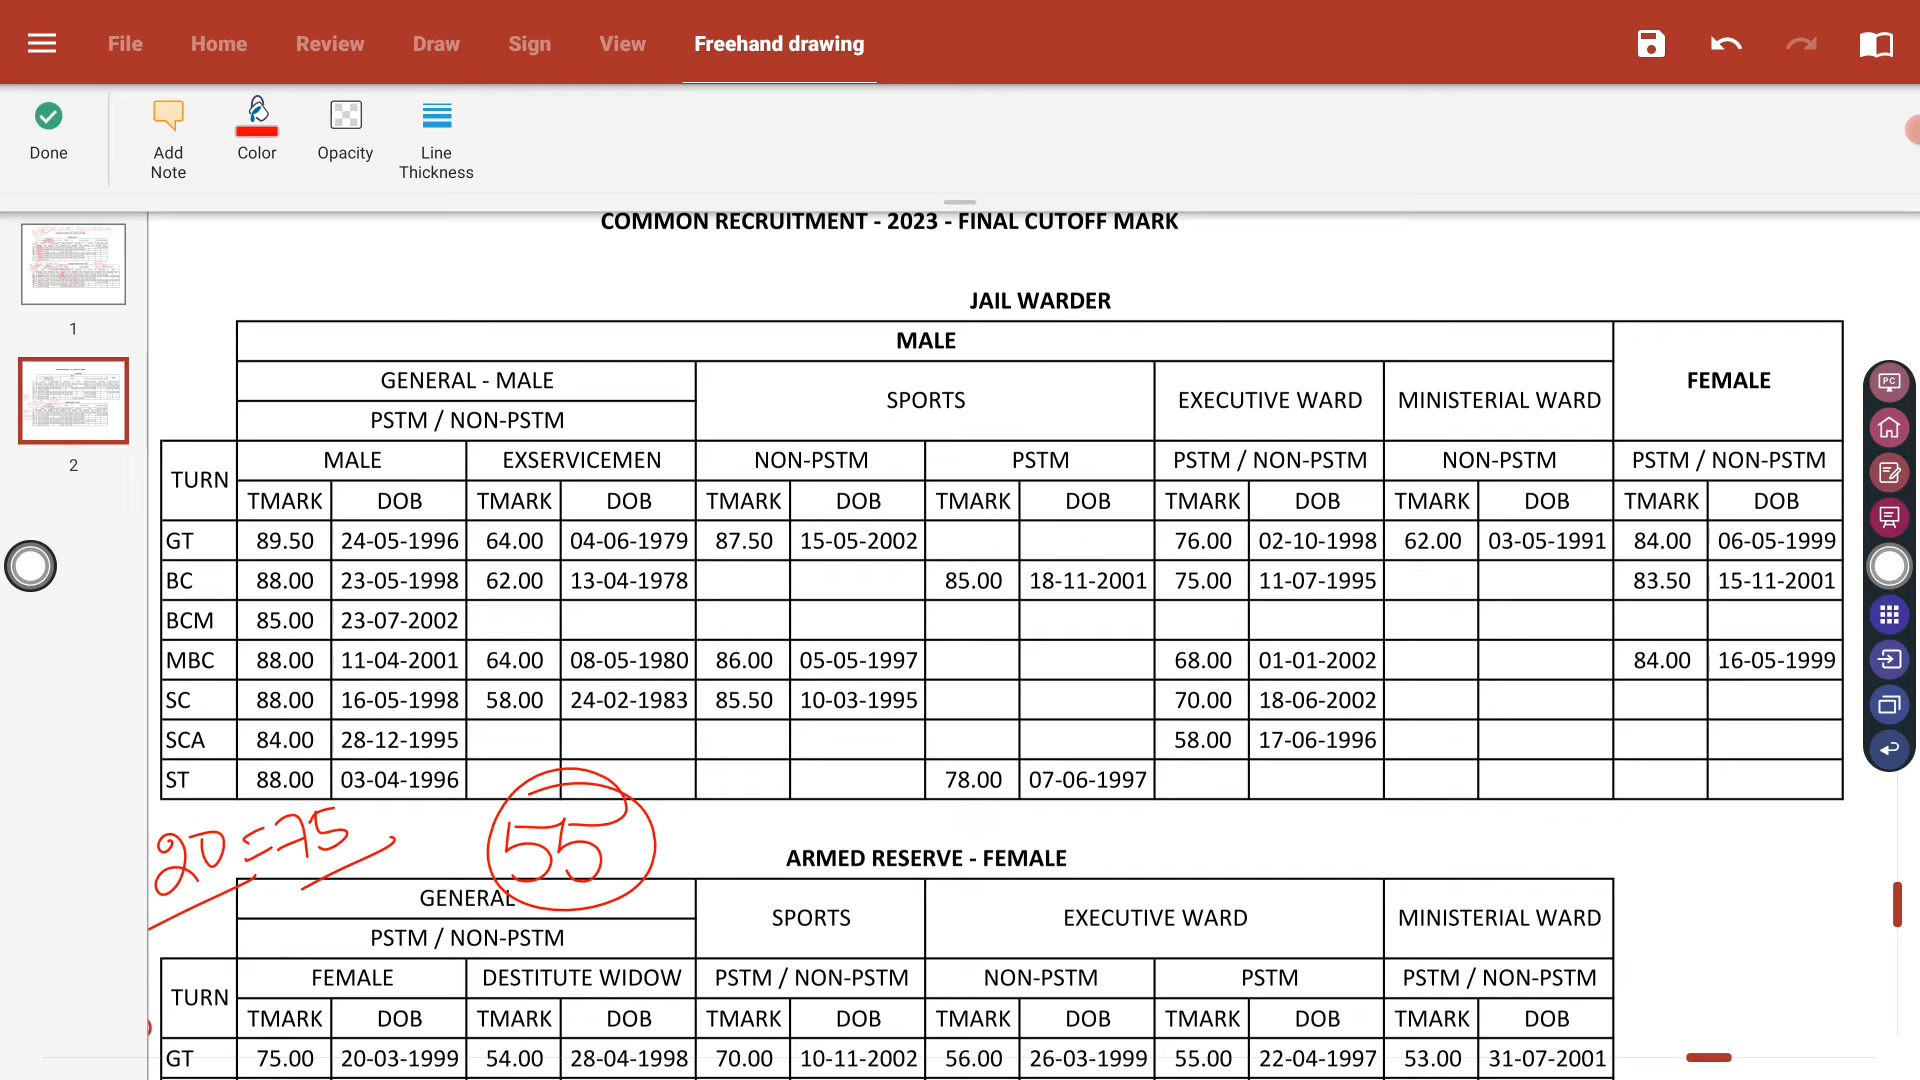 File Home Review Draw Sign View Freehand drawing
Done Add Note Color Opacity Line Thickness
1
2
PC
COMMON RECRUITMENT - 2023 - FINAL CUTOFF MARK
JAIL WARDER
MALE
FEMALE
GENERAL - MALE
SPORTS EXECUTIVE WARD MINISTERIAL WARD
PSTM / NON-PSTM
TURN
MALE EXSERVICEMEN NON-PSTM PSTM PSTM / NON-PSTM NON-PSTM PSTM / NON-PSTM
TMARK DOB TMARK DOB TMARK DOB TMARK DOB TMARK DOB TMARK DOB TMARK DOB
GT 89.50 24-05-1996 64.00 04-06-1979 87.50 15-05-2002 76.00 02-10-1998 62.00 03-05-1991 84.00 06-05-1999
BC 88.00 23-05-1998 62.00 13-04-1978 85.00 18-11-2001 75.00 11-07-1995 83.50 15-11-2001
BCM 85.00 23-07-2002
MBC 88.00 11-04-2001 64.00 08-05-1980 86.00 05-05-1997 68.00 01-01-2002 84.00 16-05-1999
SC 88.00 16-05-1998 58.00 24-02-1983 85.50 10-03-1995 70.00 18-06-2002
SCA 84.00 28-12-1995 58.00 17-06-1996
ST 88.00 03-04-1996 78.00 07-06-1997
20=75
55
ARMED RESERVE - FEMALE
GENERAL
SPORTS EXECUTIVE WARD MINISTERIAL WARD
PSTM / NON-PSTM
TURN
FEMALE DESTITUTE WIDOW PSTM / NON-PSTM NON-PSTM PSTM PSTM / NON-PSTM
TMARK DOB TMARK DOB TMARK DOB TMARK DOB TMARK DOB TMARK DOB
GT 75.00 20-03-1999 54.00 28-04-1998 70.00 10-11-2002 56.00 26-03-1999 55.00 22-04-1997 53.00 31-07-2001